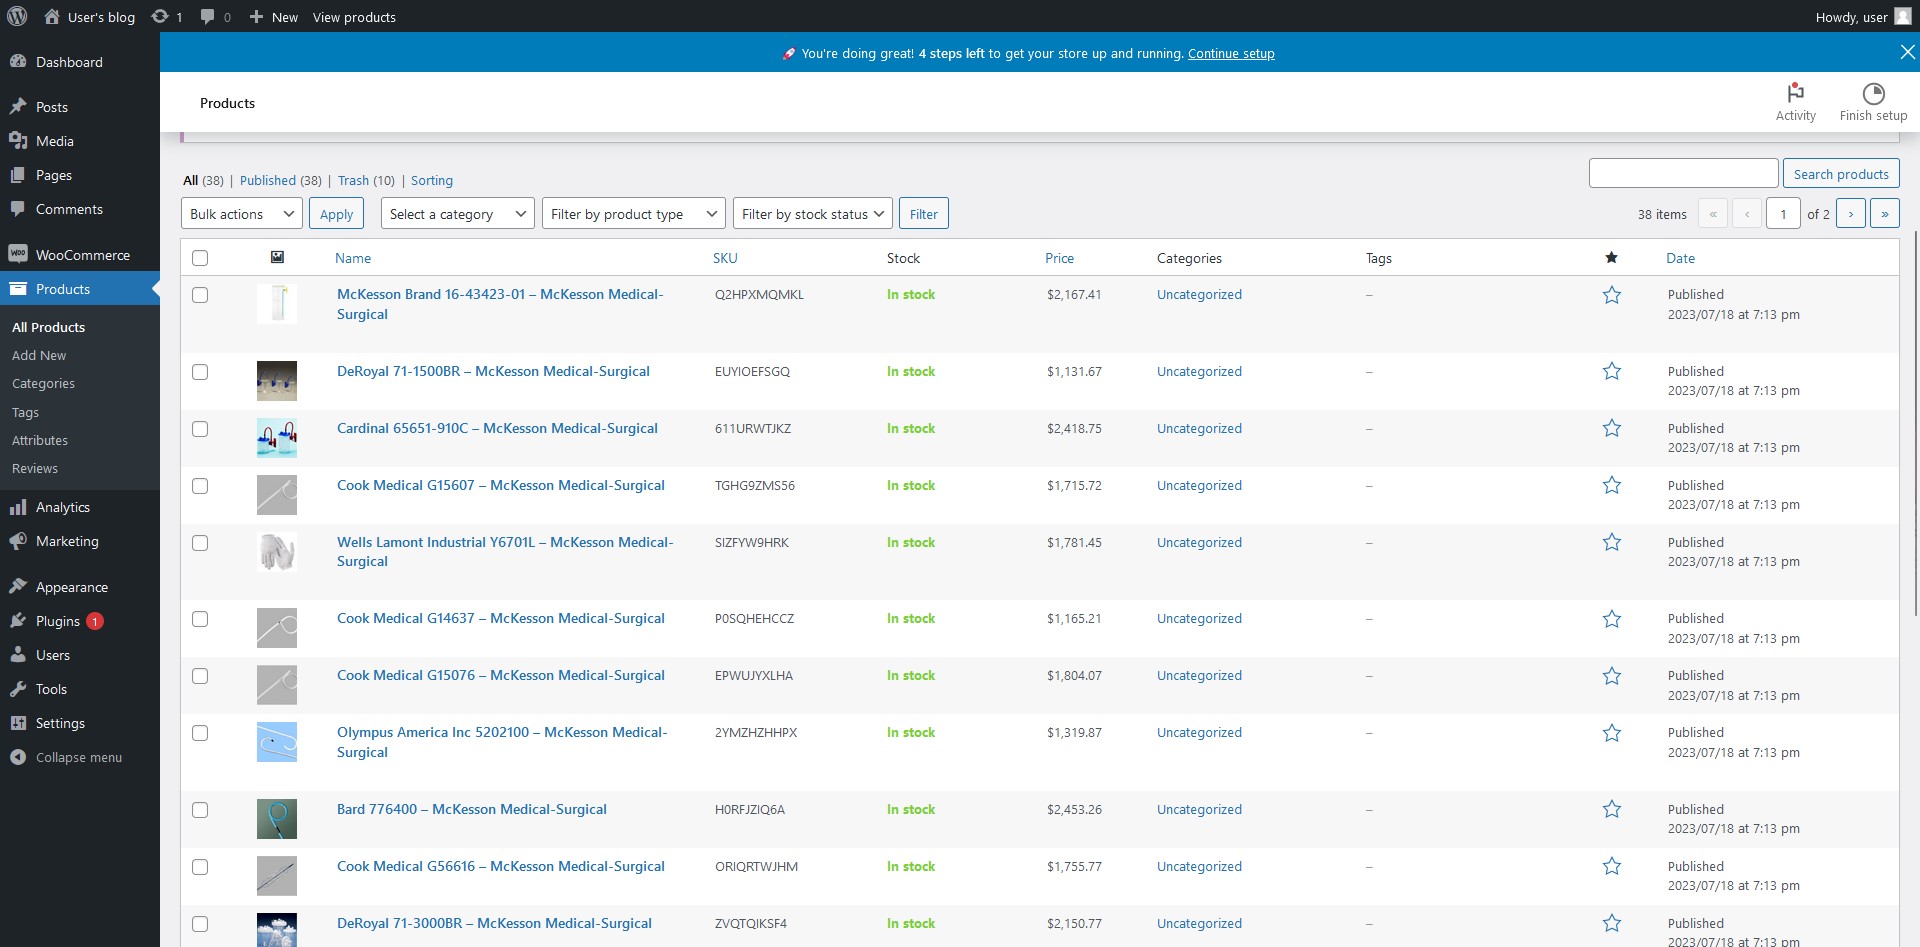 User's blog 1 0 New View products Howdy, user
Dashboard
Posts
Media
Pages
Comments
WooCommerce
Products
All Products
Add New
Categories
Tags
Attributes
Reviews
Analytics
Marketing
Appearance
Plugins 1
Users
Tools
Settings
Collapse menu
🚀 You're doing great! 4 steps left to get your store up and running. Continue setup
Products
Activity
Finish setup
All (38) | Published (38) | Trash (10) | Sorting
Search products
Bulk actions Apply Select a category Filter by product type Filter by stock status Filter
38 items « ‹ 1 of 2 › »
Name SKU Stock Price Categories Tags Date
McKesson Brand 16-43423-01 – McKesson Medical- Q2HPXMQMKL In stock $2,167.41 Uncategorized – Published
Surgical 2023/07/18 at 7:13 pm
DeRoyal 71-1500BR – McKesson Medical-Surgical EUYIOEFSGQ In stock $1,131.67 Uncategorized – Published
2023/07/18 at 7:13 pm
Cardinal 65651-910C – McKesson Medical-Surgical 611URWTJKZ In stock $2,418.75 Uncategorized – Published
2023/07/18 at 7:13 pm
Cook Medical G15607 – McKesson Medical-Surgical TGHG9ZMS56 In stock $1,715.72 Uncategorized – Published
2023/07/18 at 7:13 pm
Wells Lamont Industrial Y6701L – McKesson Medical- SIZFYW9HRK In stock $1,781.45 Uncategorized – Published
Surgical 2023/07/18 at 7:13 pm
Cook Medical G14637 – McKesson Medical-Surgical P0SQHEHCCZ In stock $1,165.21 Uncategorized – Published
2023/07/18 at 7:13 pm
Cook Medical G15076 – McKesson Medical-Surgical EPWUJYXLHA In stock $1,804.07 Uncategorized – Published
2023/07/18 at 7:13 pm
Olympus America Inc 5202100 – McKesson Medical- 2YMZHZHHPX In stock $1,319.87 Uncategorized – Published
Surgical 2023/07/18 at 7:13 pm
Bard 776400 – McKesson Medical-Surgical H0RFJZIQ6A In stock $2,453.26 Uncategorized – Published
2023/07/18 at 7:13 pm
Cook Medical G56616 – McKesson Medical-Surgical ORIQRTWJHM In stock $1,755.77 Uncategorized – Published
2023/07/18 at 7:13 pm
DeRoyal 71-3000BR – McKesson Medical-Surgical ZVQTQIKSF4 In stock $2,150.77 Uncategorized – Published
2023/07/18 at 7:13 pm